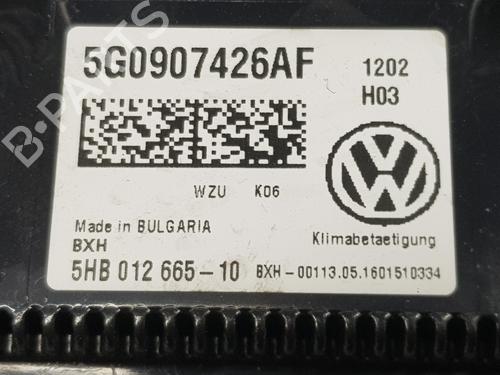 5G0907426AF 1202
H03
WZU K06
Made in BULGARIA
BXH
Klimabetaetigung
5HB 012 665-10 BXH-00113.05.1601510334
B-PARTS